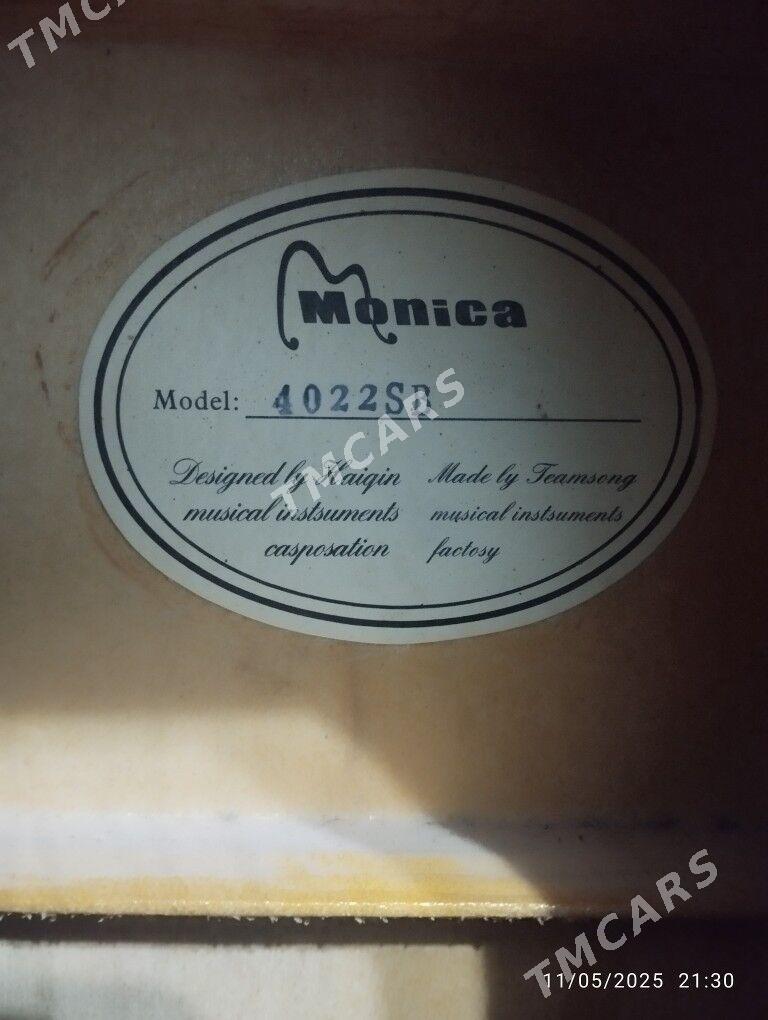 TMCARS
Monica
Model: 4022SB
Designed by Haiqin
musical instsuments
casposation
Made by Teamsong
musical instsuments
factosy
TMCARS
TMCARS
11/05/2025 21:30